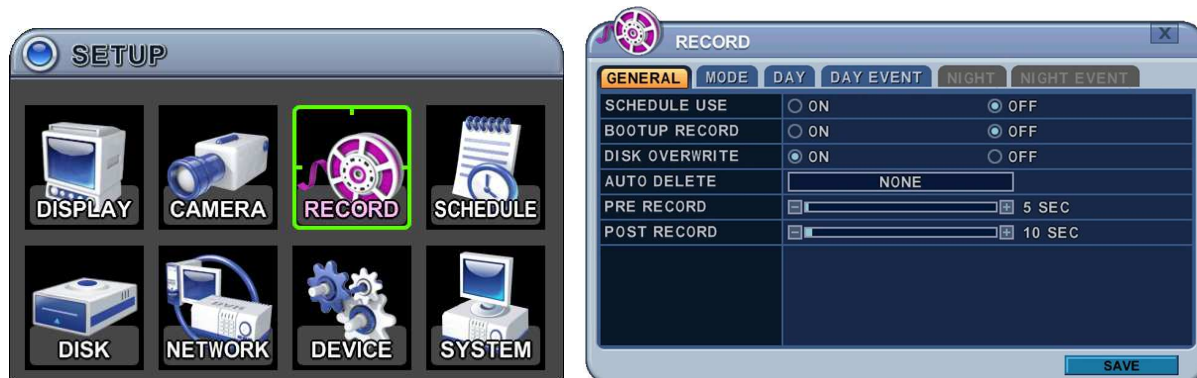 SETUP
DISPLAY CAMERA RECORD SCHEDULE
DISK NETWORK DEVICE SYSTEM
RECORD X
GENERAL MODE DAY DAY EVENT NIGHT NIGHT EVENT
SCHEDULE USE ON OFF
BOOTUP RECORD ON OFF
DISK OVERWRITE ON OFF
AUTO DELETE NONE
PRE RECORD - + 5 SEC
POST RECORD - + 10 SEC
SAVE